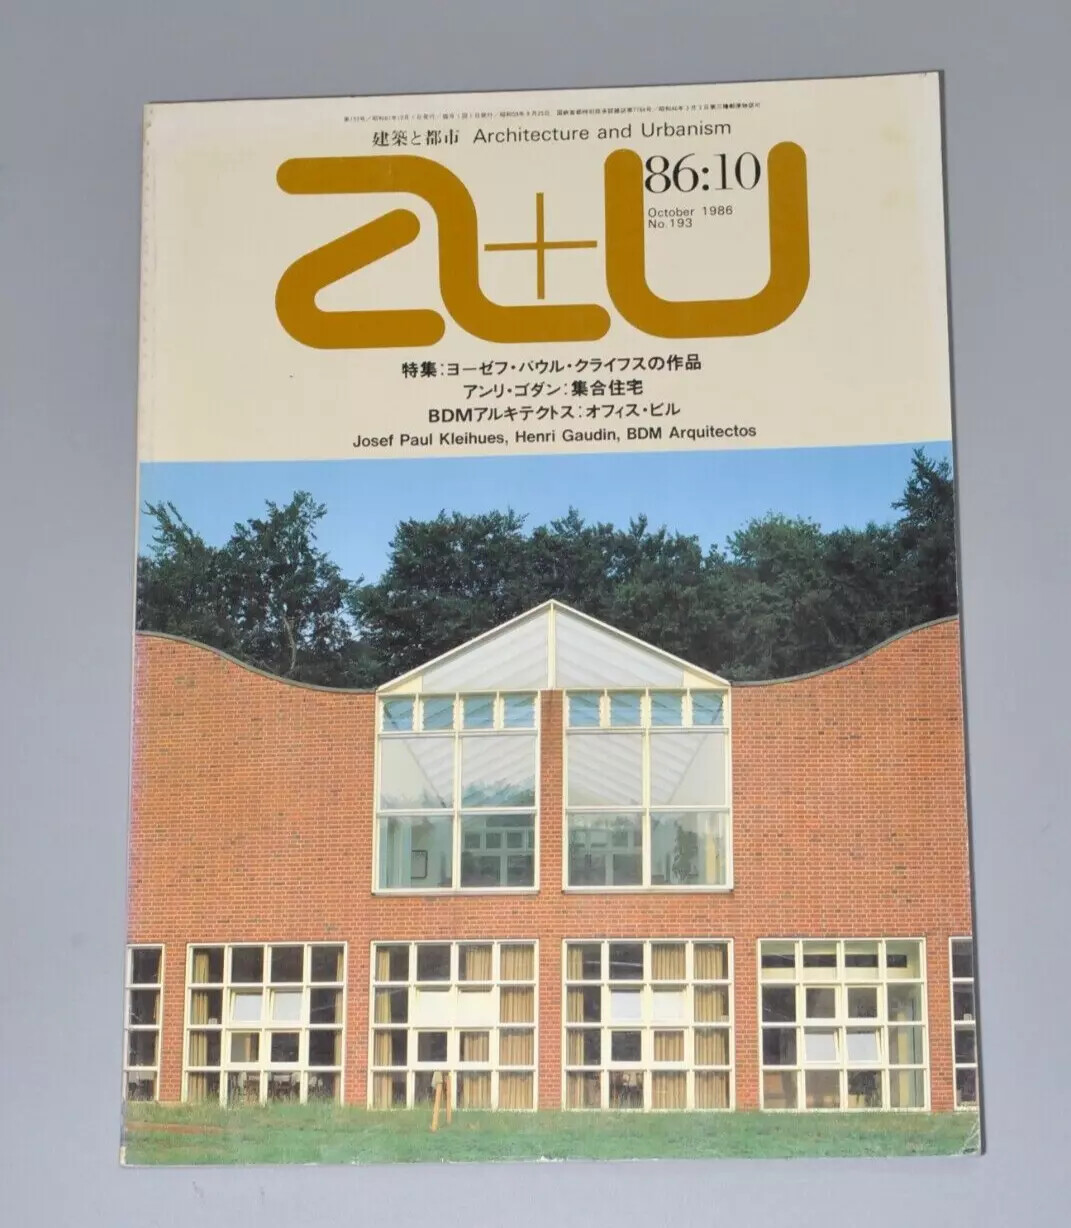 建築と都市 Architecture and Urbanism
a+u
86:10
October 1986
No.193
特集:ヨーゼフ・パウル・クライフスの作品
アンリ・ゴダン:集合住宅
BDMアルキテクトス:オフィス・ビル
Josef Paul Kleihues, Henri Gaudin, BDM Arquitectos